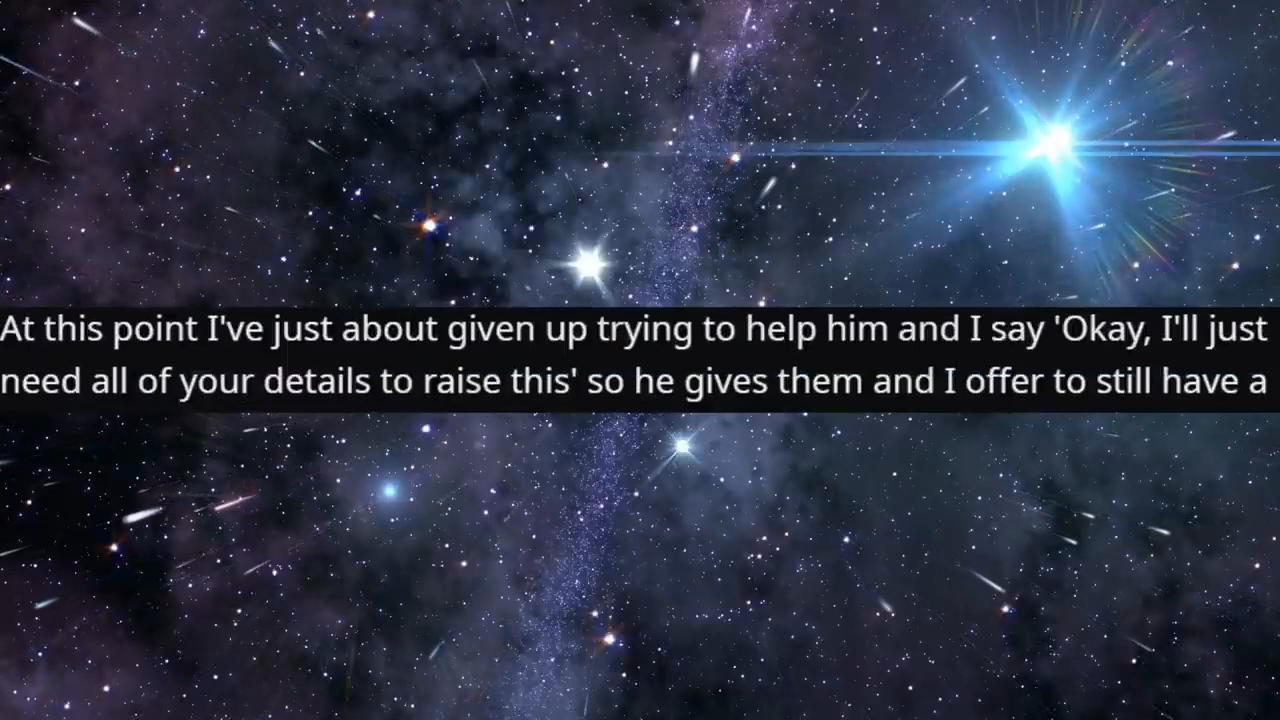 At this point I've just about given up trying to help him and I say 'Okay, I'll just
need all of your details to raise this' so he gives them and I offer to still have a